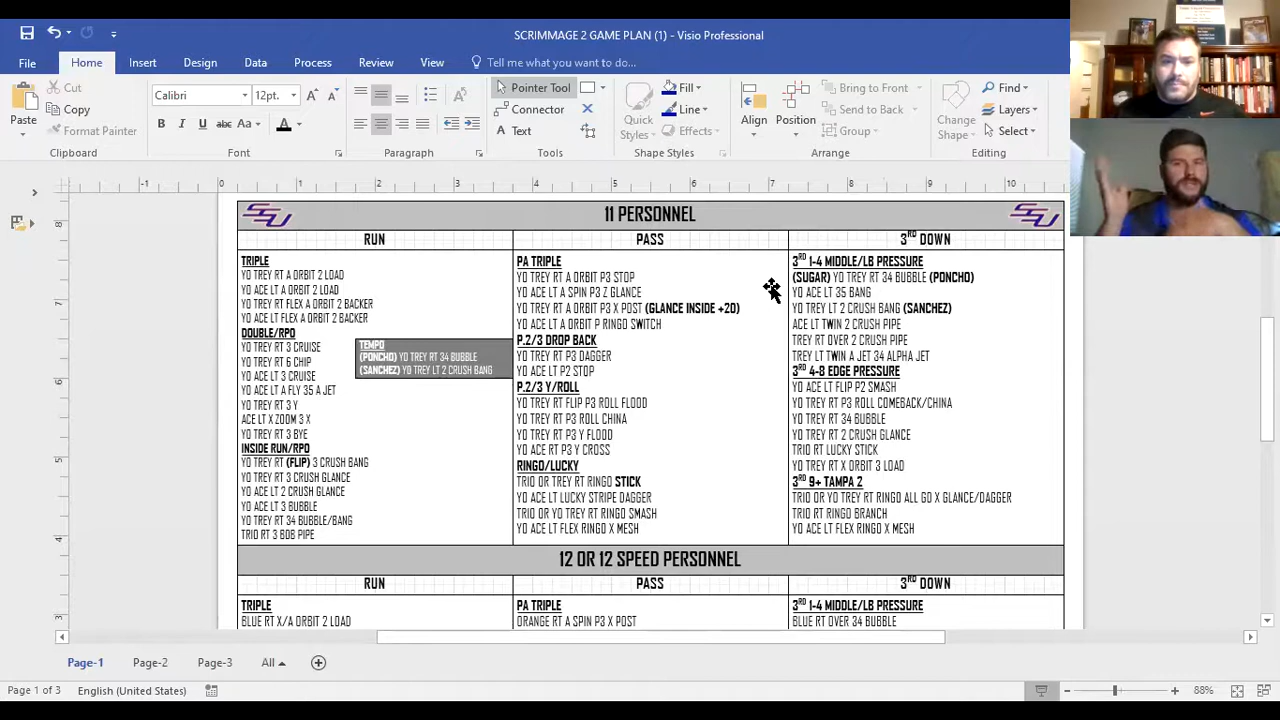 SCRIMMAGE 2 GAME PLAN (1) - Visio Professional
File
Home
Insert
Design
Data
Process
Review
View
Tell me what you want to do...
Paste
Cut
Copy
Format Painter
Clipboard
Calibri
12pt.
B
I
U
abc
Aa
A
Font
Paragraph
Pointer Tool
Connector
Text
Tools
Quick Styles
Fill
Line
Effects
Shape Styles
Align
Position
Bring to Front
Send to Back
Group
Arrange
Change Shape
Find
Layers
Select
Editing
-1 0 1 2 3 4 5 6 7 8 9 10
8
7
6
5
4
3
SU
11 PERSONNEL
SU
RUN
TRIPLE
YO TREY RT A ORBIT 2 LOAD
YO ACE LT A ORBIT 2 LOAD
YO TREY RT FLEX A ORBIT 2 BACKER
YO ACE LT FLEX A ORBIT 2 BACKER
DOUBLE/RPO
YO TREY RT 3 CRUISE
YO TREY RT 6 CHIP
YO ACE LT 3 CRUISE
YO ACE LT A FLY 35 A JET
YO TREY RT 3 Y
ACE LT X ZOOM 3 X
YO TREY RT 3 BYE
INSIDE RUN/RPO
YO TREY RT (FLIP) 3 CRUSH BANG
YO TREY RT 3 CRUSH GLANCE
YO ACE LT 2 CRUSH GLANCE
YO ACE LT 3 BUBBLE
YO TREY RT 34 BUBBLE/BANG
TRIO RT 3 BOB PIPE
TEMPO
(PONCHO) YO TREY RT 34 BUBBLE
(SANCHEZ) YO TREY LT 2 CRUSH BANG
PASS
PA TRIPLE
YO TREY RT A ORBIT P3 STOP
YO ACE LT A SPIN P3 Z GLANCE
YO TREY RT A ORBIT P3 X POST (GLANCE INSIDE +20)
YO ACE LT A ORBIT P RINGO SWITCH
P.2/3 DROP BACK
YO TREY RT P3 DAGGER
YO ACE LT P2 STOP
P.2/3 Y/ROLL
YO TREY RT FLIP P3 ROLL FLOOD
YO TREY RT P3 ROLL CHINA
YO TREY RT P3 Y FLOOD
YO ACE RT P3 Y CROSS
RINGO/LUCKY
TRIO OR TREY RT RINGO STICK
YO ACE LT LUCKY STRIPE DAGGER
TRIO OR YO TREY RT RINGO SMASH
YO ACE LT FLEX RINGO X MESH
3RD DOWN
3RD 1-4 MIDDLE/LB PRESSURE
(SUGAR) YO TREY RT 34 BUBBLE (PONCHO)
YO ACE LT 35 BANG
YO TREY LT 2 CRUSH BANG (SANCHEZ)
ACE LT TWIN 2 CRUSH PIPE
TREY RT OVER 2 CRUSH PIPE
TREY LT TWIN A JET 34 ALPHA JET
3RD 4-8 EDGE PRESSURE
YO ACE LT FLIP P2 SMASH
YO TREY RT P3 ROLL COMEBACK/CHINA
YO TREY RT 34 BUBBLE
YO TREY RT 2 CRUSH GLANCE
TRIO RT LUCKY STICK
YO TREY RT X ORBIT 3 LOAD
3RD 9+ TAMPA 2
TRIO OR YO TREY RT RINGO ALL GO X GLANCE/DAGGER
TRIO RT RINGO BRANCH
YO ACE LT FLEX RINGO X MESH
12 OR 12 SPEED PERSONNEL
RUN
TRIPLE
BLUE RT X/A ORBIT 2 LOAD
PASS
PA TRIPLE
ORANGE RT A SPIN P3 X POST
3RD DOWN
3RD 1-4 MIDDLE/LB PRESSURE
BLUE RT OVER 34 BUBBLE
Page-1
Page-2
Page-3
All
Page 1 of 3
English (United States)
88%